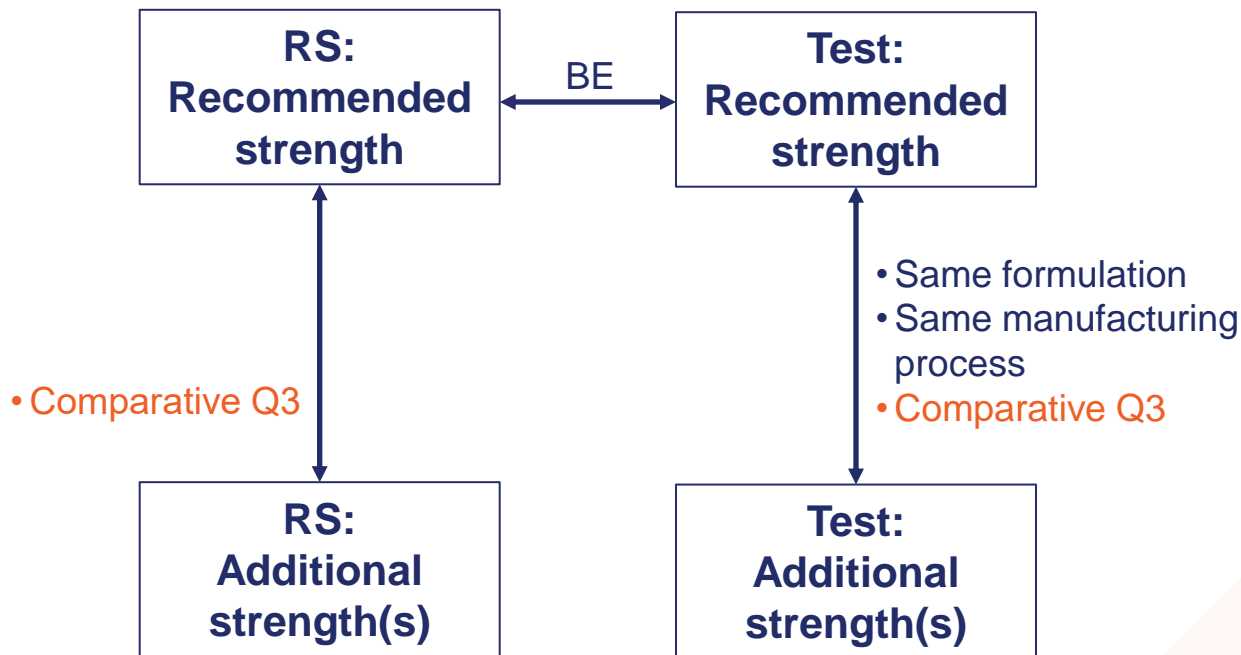 RS:
Recommended
strength
BE
Test:
Recommended
strength
• Comparative Q3
• Same formulation
• Same manufacturing
process
• Comparative Q3
RS:
Additional
strength(s)
Test:
Additional
strength(s)